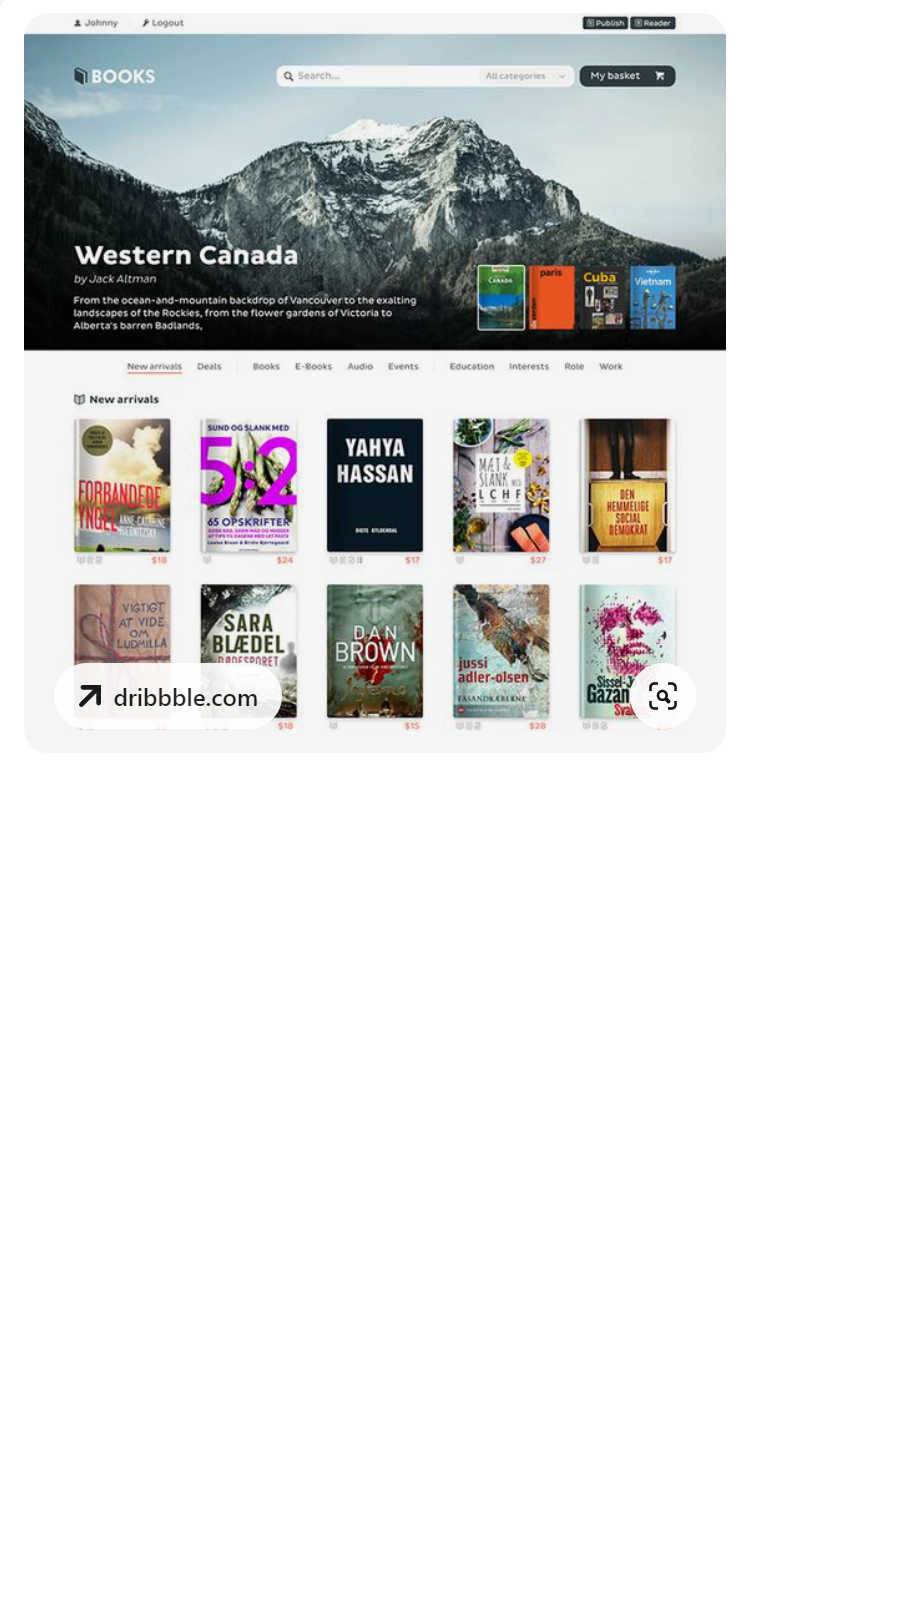 Johnny
Logout
Publish
Reader
BOOKS
Search...
All categories
My basket
Western Canada
by Jack Altman
From the ocean-and-mountain backdrop of Vancouver to the exalting
landscapes of the Rockies, from the flower gardens of Victoria to
Alberta's barren Badlands,
CANADA
paris
Cuba
Vietnam
New arrivals
Deals
Books
E-Books
Audio
Events
Education
Interests
Role
Work
New arrivals
FORBANDEDE
YNGEL
SUND OG SLANK MED
5:2
65 OPSKRIFTER
YAHYA
HASSAN
DIGTE GYLDENDAL
MÆT &
SLANK MED
LCHF
DEN
HEMMELIGE
SOCIAL
DEMOKRAT
$18
$24
$17
$27
$17
VIGTIGT
AT VIDE
OM
LUDMILLA
SARA
BLÆDEL
DØDESPORET
DAN
BROWN
Inferno
jussi
adler-olsen
FASANDRÆBERNE
Sissel-J
Gazan
Sva
dribbble.com
$18
$15
$28